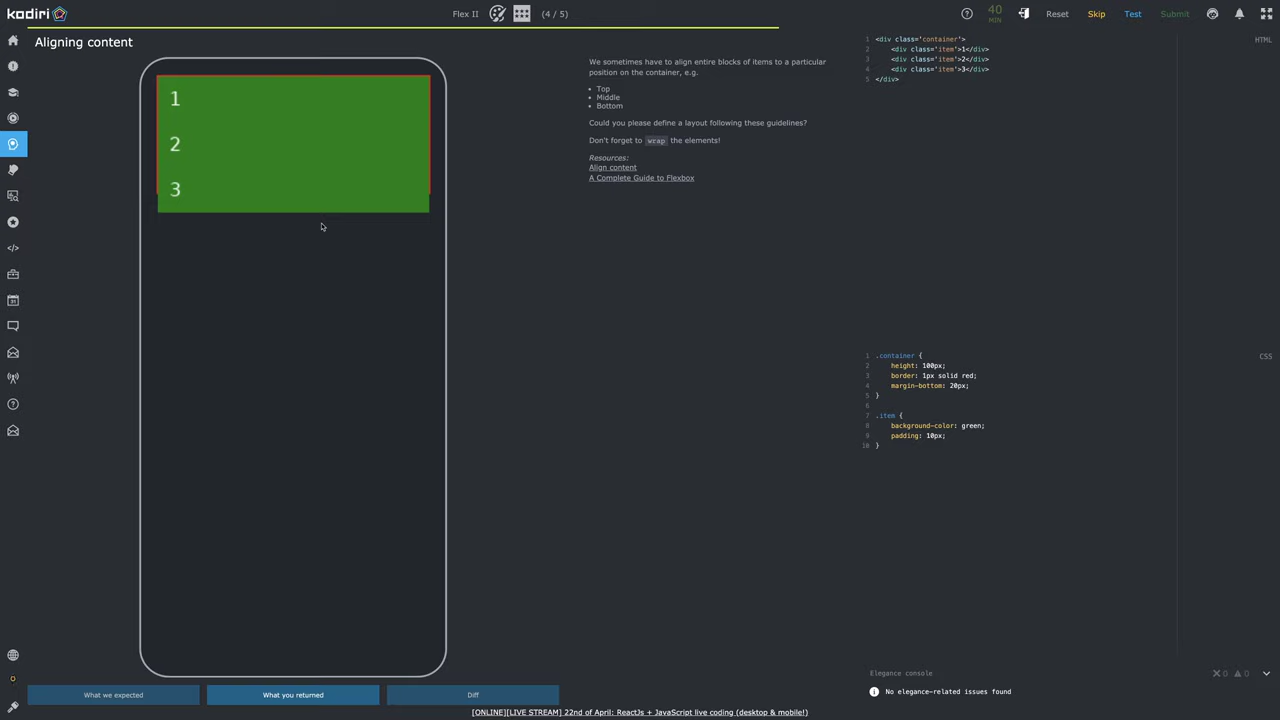 kodiri
Flex II
(4 / 5)
40
MIN
Reset
Skip
Test
Submit
Aligning content
1
2
3
We sometimes have to align entire blocks of items to a particular
position on the container, e.g.
• Top
• Middle
• Bottom
Could you please define a layout following these guidelines?
Don't forget to wrap the elements!
Resources:
Align content
A Complete Guide to Flexbox
HTML
1 <div class='container'>
2 <div class='item'>1</div>
3 <div class='item'>2</div>
4 <div class='item'>3</div>
5 </div>
CSS
1 .container {
2 height: 100px;
3 border: 1px solid red;
4 margin-bottom: 20px;
5 }
6
7 .item {
8 background-color: green;
9 padding: 10px;
10 }
Elegance console
0
0
No elegance-related issues found
What we expected
What you returned
Diff
[ONLINE][LIVE STREAM] 22nd of April: ReactJs + JavaScript live coding (desktop & mobile!)